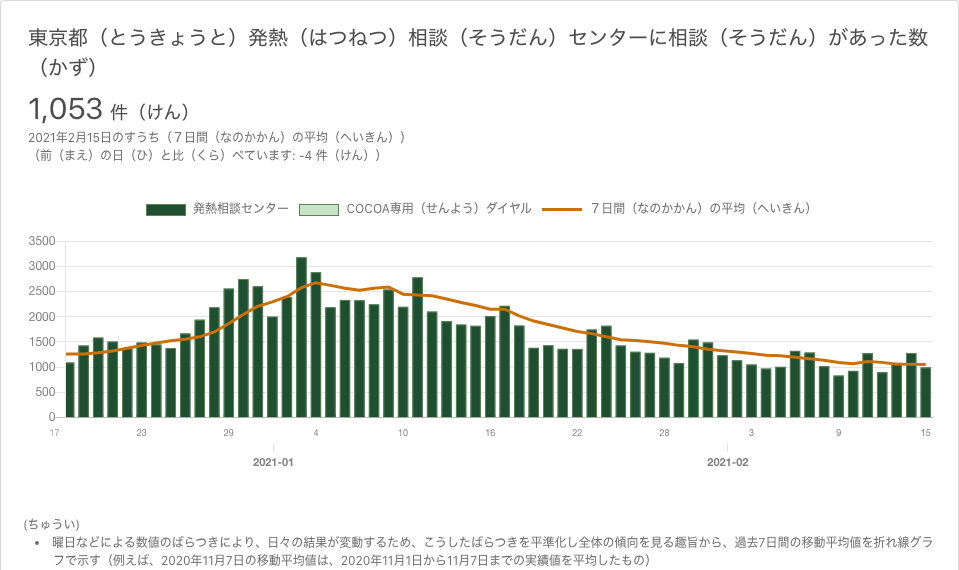 東京都（とうきょうと）発熱（はつねつ）相談（そうだん）センターに相談（そうだん）があった数
（かず）
1,053 件（けん）
2021年2月15日のすうち（７日間（なのかかん）の平均（へいきん））
（前（まえ）の日（ひ）と比（くら）べています: -4 件（けん））
発熱相談センター COCOA専用（せんよう）ダイヤル ７日間（なのかかん）の平均（へいきん）
3500
3000
2500
2000
1500
1000
500
0
17 23 29 4 10 16 22 28 3 9 15
2021-01 2021-02
(ちゅうい)
• 曜日などによる数値のばらつきにより、日々の結果が変動するため、こうしたばらつきを平準化し全体の傾向を見る趣旨から、過去7日間の移動平均値を折れ線グラ
フで示す（例えば、2020年11月7日の移動平均値は、2020年11月1日から11月7日までの実績値を平均したもの）